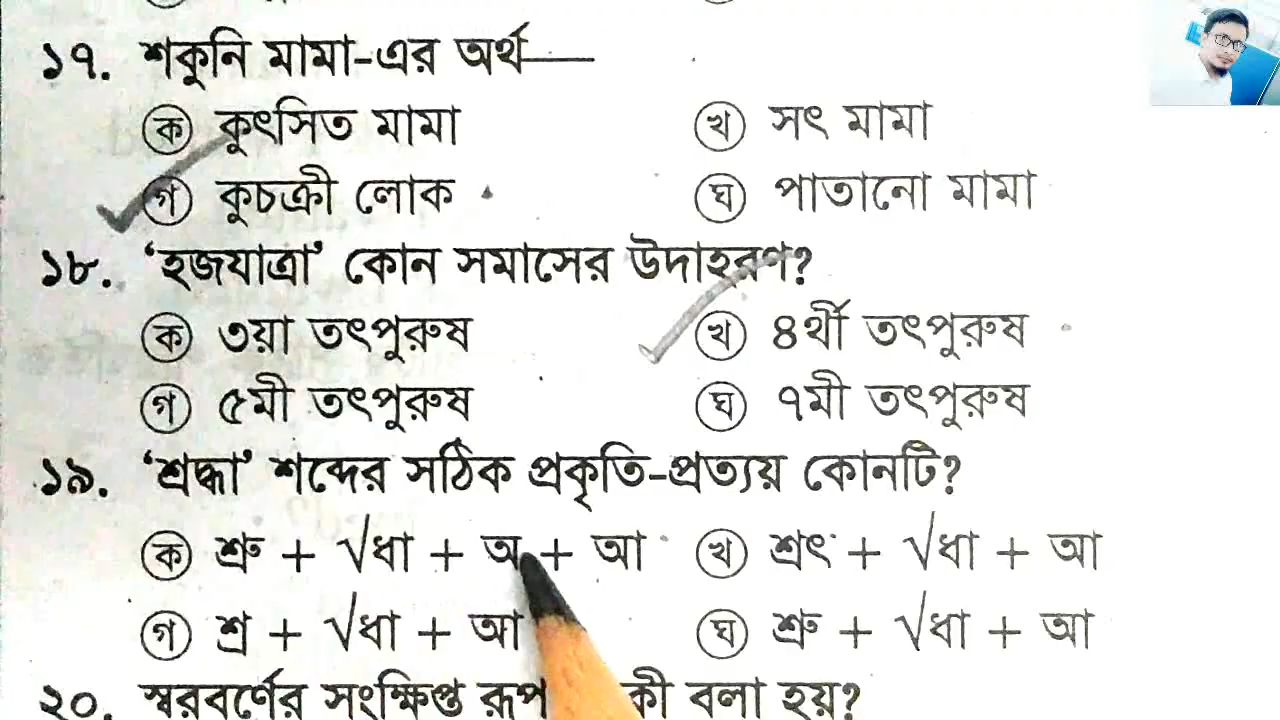 ১৭. শকুনি মামা-এর অর্থ—
ক কুৎসিত মামা খ সৎ মামা
গ কুচক্রী লোক ঘ পাতানো মামা
১৮. ‘হজযাত্রা’ কোন সমাসের উদাহরণ?
ক ৩য়া তৎপুরুষ খ ৪র্থী তৎপুরুষ
গ ৫মী তৎপুরুষ ঘ ৭মী তৎপুরুষ
১৯. ‘শ্রদ্ধা’ শব্দের সঠিক প্রকৃতি-প্রত্যয় কোনটি?
ক শ্রু + √ধা + অ + আ খ শ্রৎ + √ধা + আ
গ শ্র + √ধা + আ ঘ শ্রু + √ধা + আ
২০. স্বরবর্ণের সংক্ষিপ্ত রূপ কী বলা হয়?